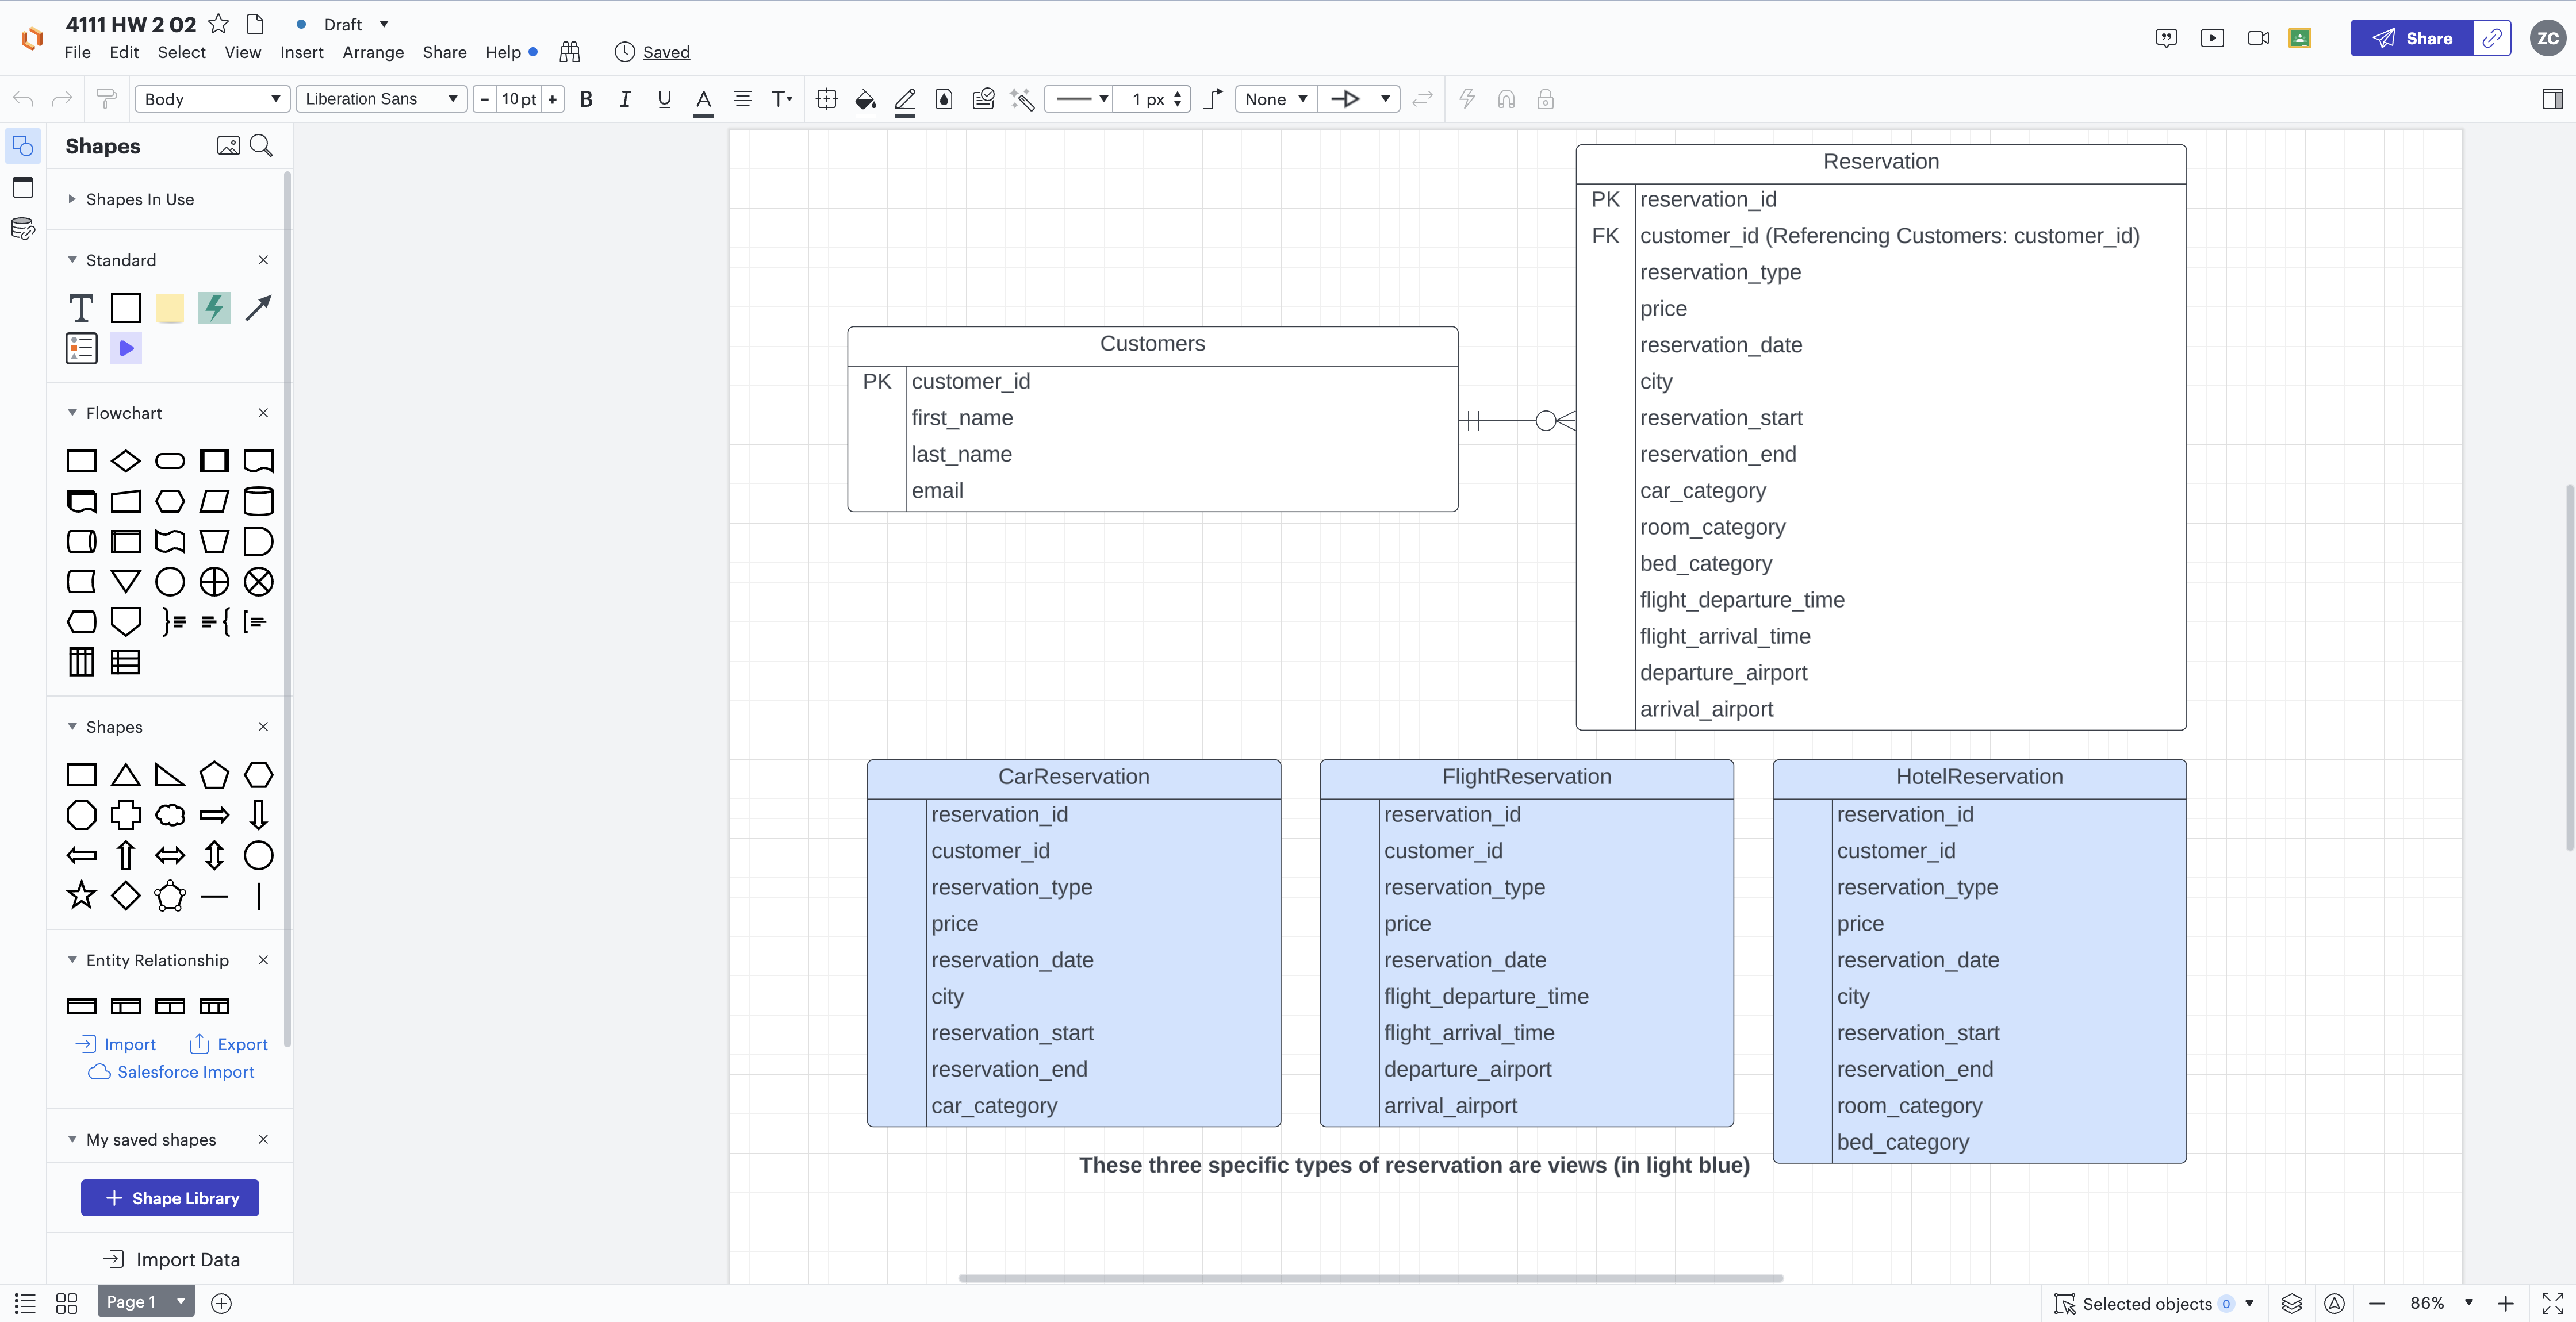 4111 HW 2 02
Draft
File Edit Select View Insert Arrange Share Help
Saved
Share
ZC
Body
Liberation Sans
− 10 pt +
B I U A T
1 px
None
Shapes
Shapes In Use
Standard
T
Flowchart
Shapes
Entity Relationship
Import
Export
Salesforce Import
My saved shapes
+ Shape Library
Import Data
Reservation
PK reservation_id
FK customer_id (Referencing Customers: customer_id)
reservation_type
price
reservation_date
city
reservation_start
reservation_end
car_category
room_category
bed_category
flight_departure_time
flight_arrival_time
departure_airport
arrival_airport
Customers
PK customer_id
first_name
last_name
email
CarReservation
reservation_id
customer_id
reservation_type
price
reservation_date
city
reservation_start
reservation_end
car_category
FlightReservation
reservation_id
customer_id
reservation_type
price
reservation_date
flight_departure_time
flight_arrival_time
departure_airport
arrival_airport
HotelReservation
reservation_id
customer_id
reservation_type
price
reservation_date
city
reservation_start
reservation_end
room_category
bed_category
These three specific types of reservation are views (in light blue)
Page 1
Selected objects 0
86%